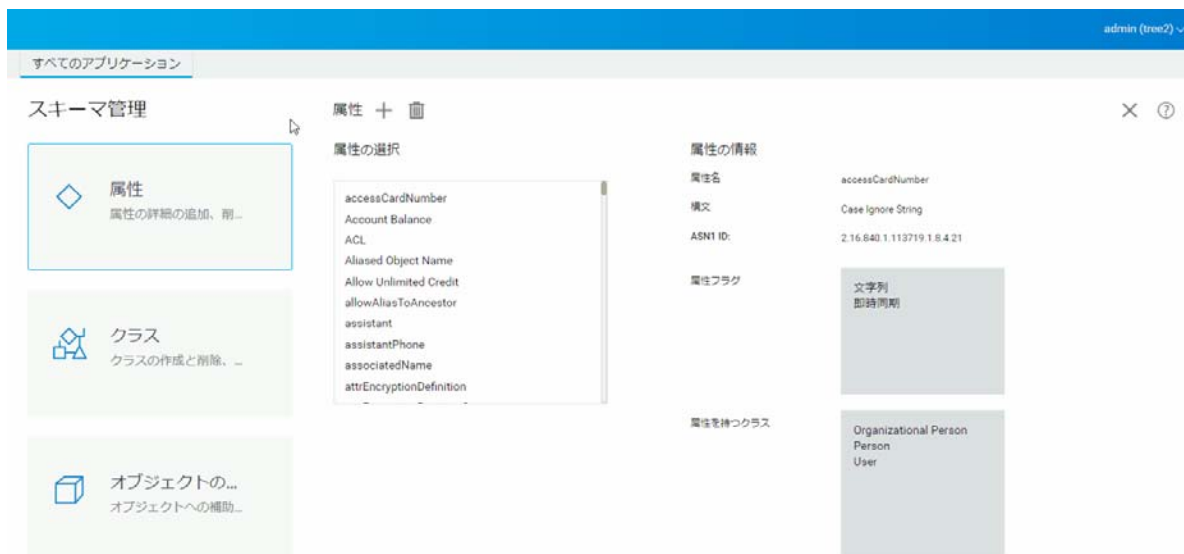 admin (tree2)
すべてのアプリケーション
スキーマ管理
属性
属性の詳細の追加、削...
クラス
クラスの作成と削除、...
オブジェクトの...
オブジェクトへの補助...
属性
属性の選択
accessCardNumber
Account Balance
ACL
Aliased Object Name
Allow Unlimited Credit
allowAliasToAncestor
assistant
assistantPhone
associatedName
attrEncryptionDefinition
属性の情報
属性名
accessCardNumber
構文
Case Ignore String
ASN1 ID:
2.16.840.1.113719.1.8.4.21
属性フラグ
文字列
即時同期
属性を持つクラス
Organizational Person
Person
User